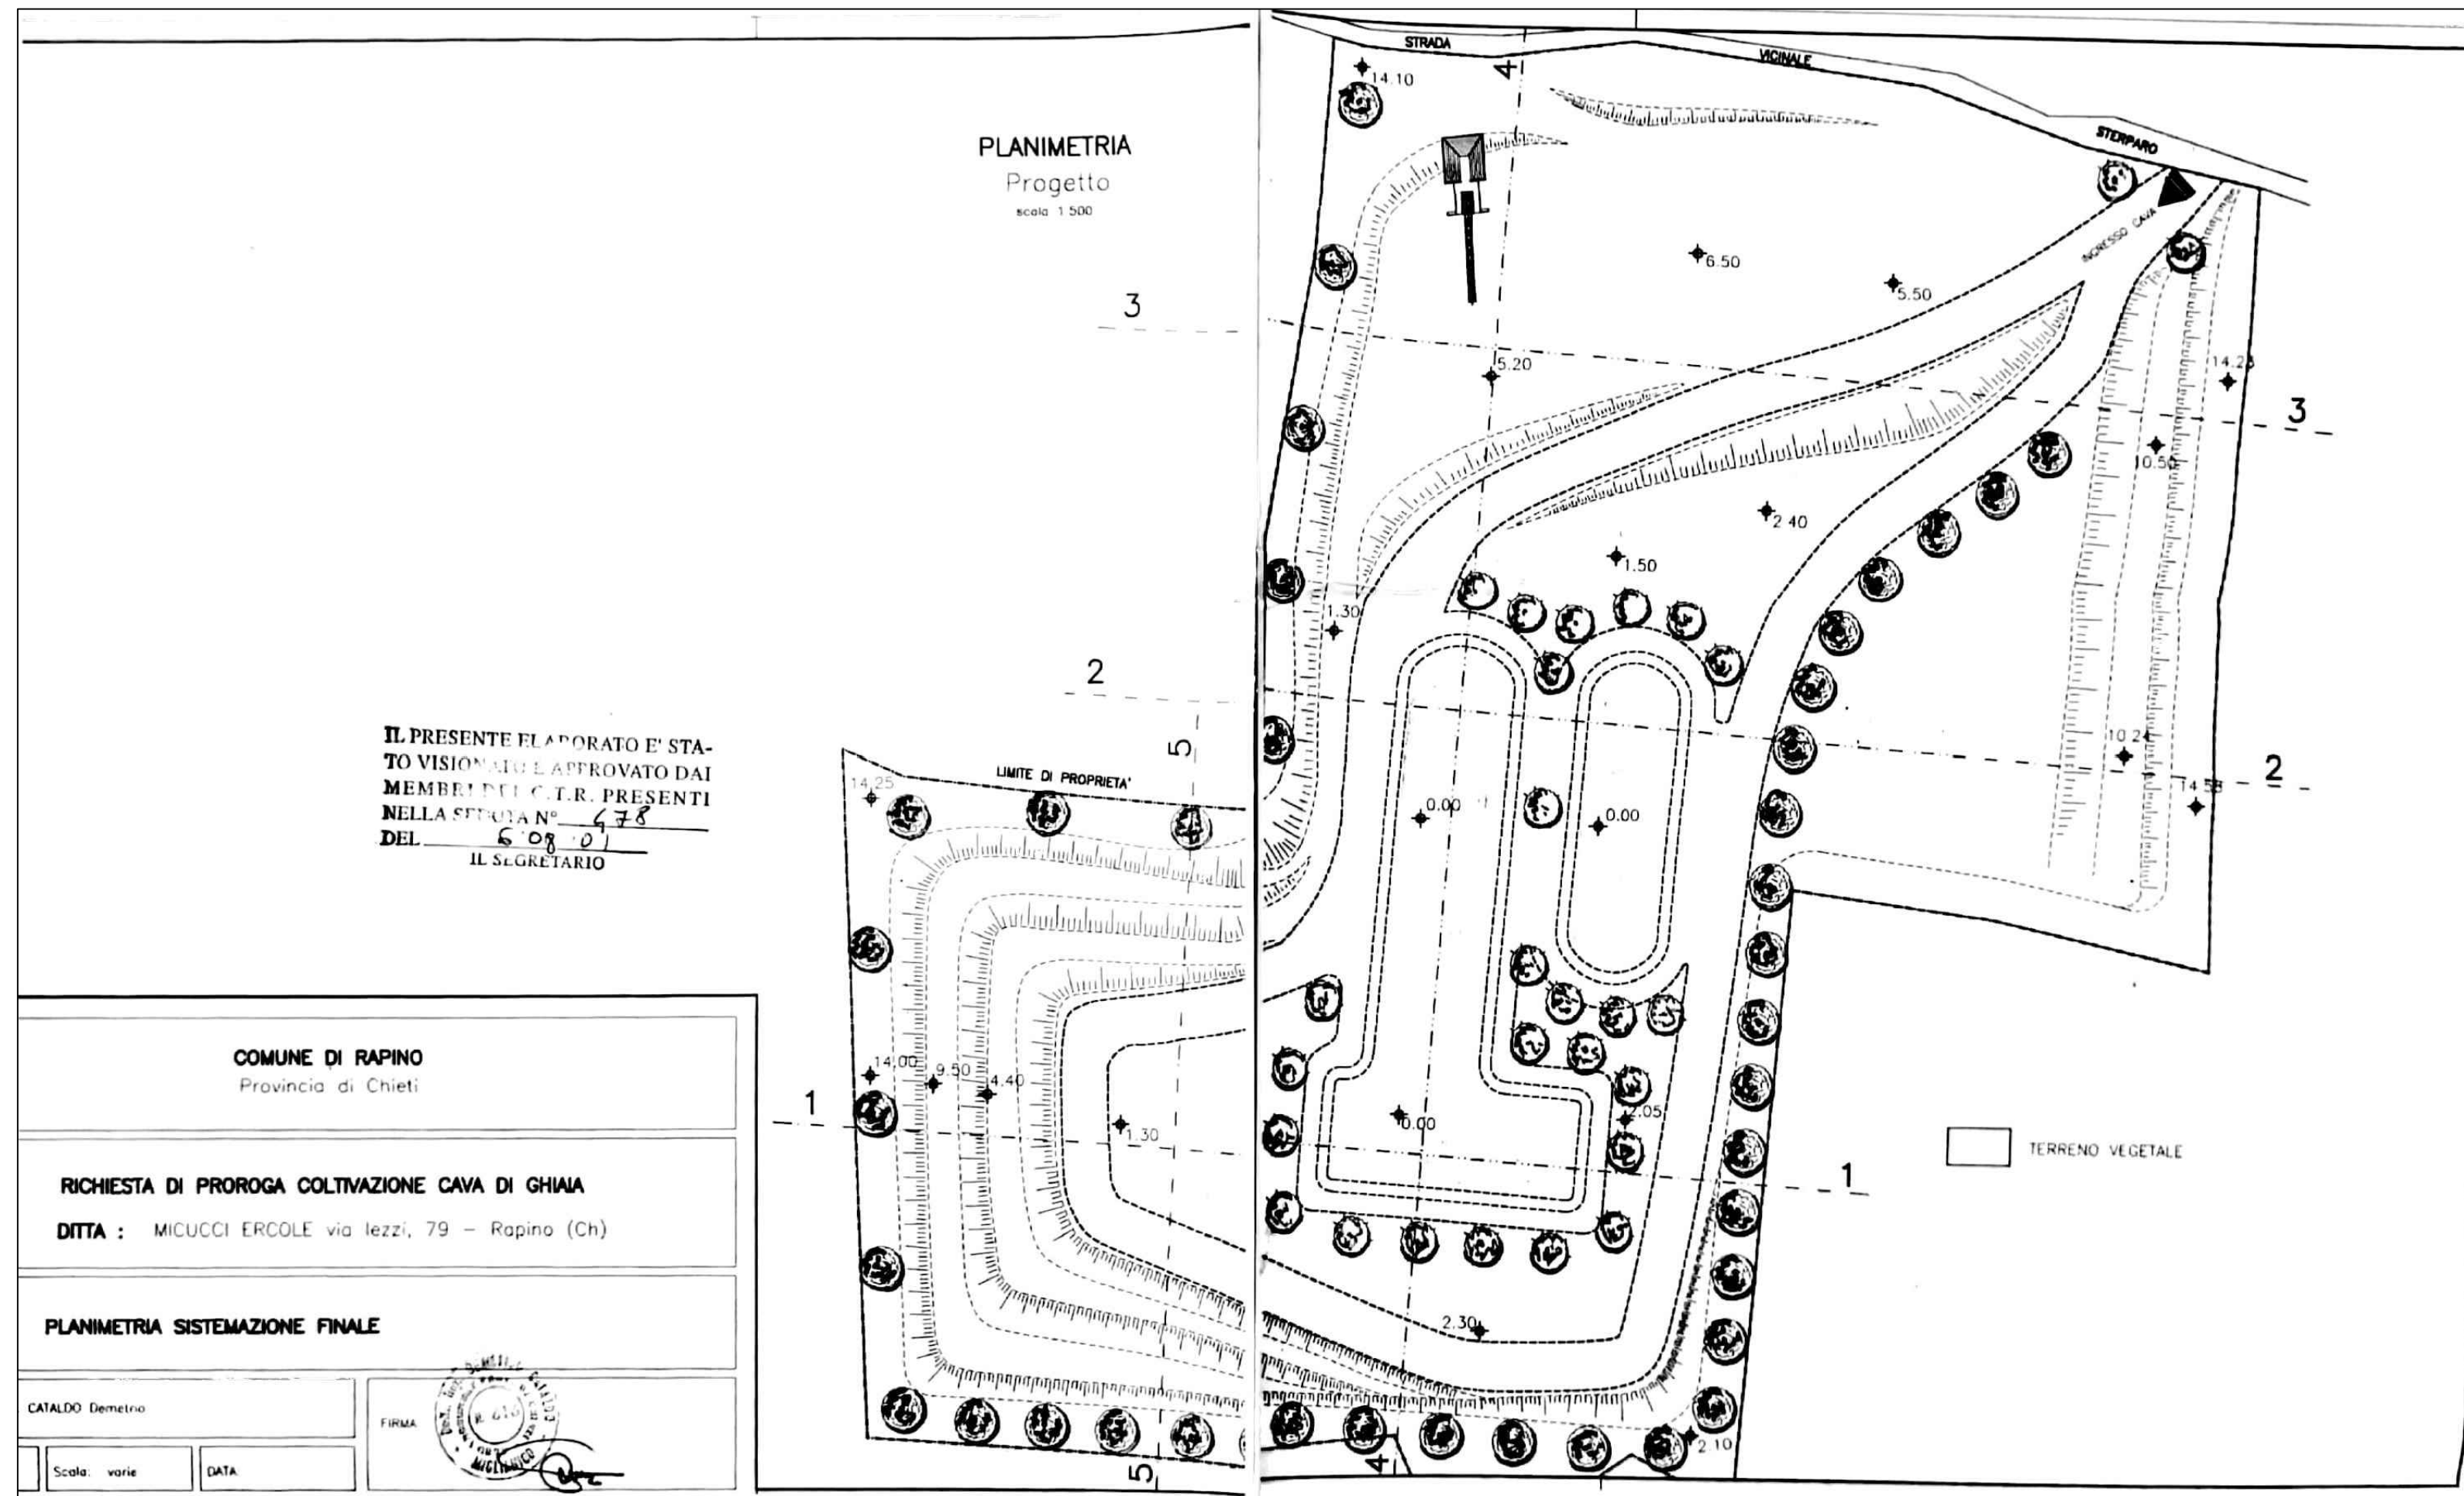 PLANIMETRIA
Progetto
scala 1 500
STRADA
VICINALE
STERPARO
INGRESSO CAVA
4
14.10
6.50
5.50
3
5.20
14.23
3
10.50
2 40
1.50
1.30
2
5
10 24
2
14 58
IL PRESENTE ELABORATO E' STA-
TO VISIONATO E APPROVATO DAI
MEMBRI DEL C.T.R. PRESENTI
NELLA SEDUTA N° 478
DEL 6 08 01
IL SEGRETARIO
LIMITE DI PROPRIETA'
14.25
0.00
0.00
14.00
9.50
4.40
1
1.30
0.00
2.05
1
2.30
2.10
5
4
TERRENO VEGETALE
COMUNE DI RAPINO
Provincia di Chieti
RICHIESTA DI PROROGA COLTIVAZIONE CAVA DI GHIAIA
DITTA : MICUCCI ERCOLE via Iezzi, 79 – Rapino (Ch)
PLANIMETRIA SISTEMAZIONE FINALE
CATALDO Demetrio
FIRMA
MIGLIANICO
Scala: varie
DATA